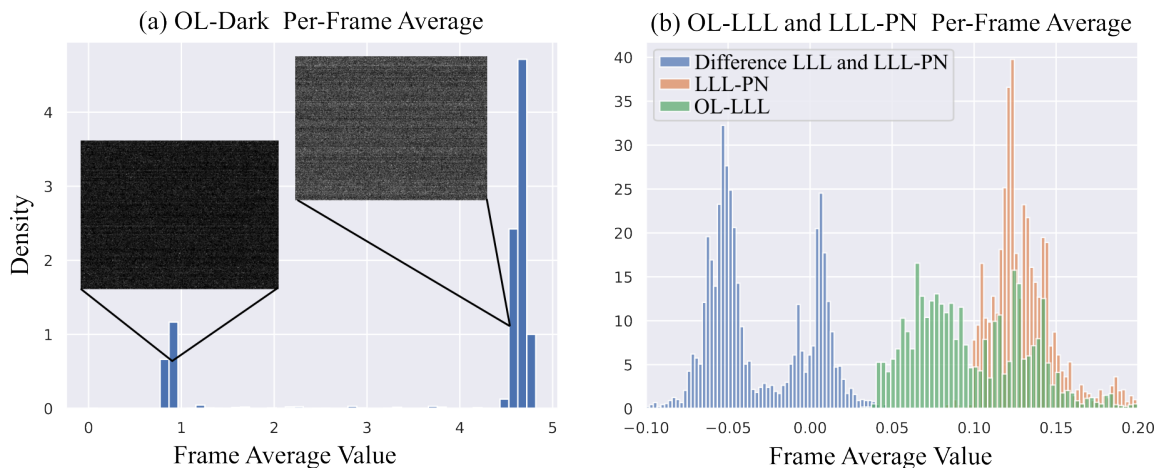 (a) OL-Dark Per-Frame Average
Density
4
3
2
1
0
0 1 2 3 4 5
Frame Average Value
(b) OL-LLL and LLL-PN Per-Frame Average
Difference LLL and LLL-PN
LLL-PN
OL-LLL
40
35
30
25
20
15
10
5
0
−0.10 −0.05 0.00 0.05 0.10 0.15 0.20
Frame Average Value